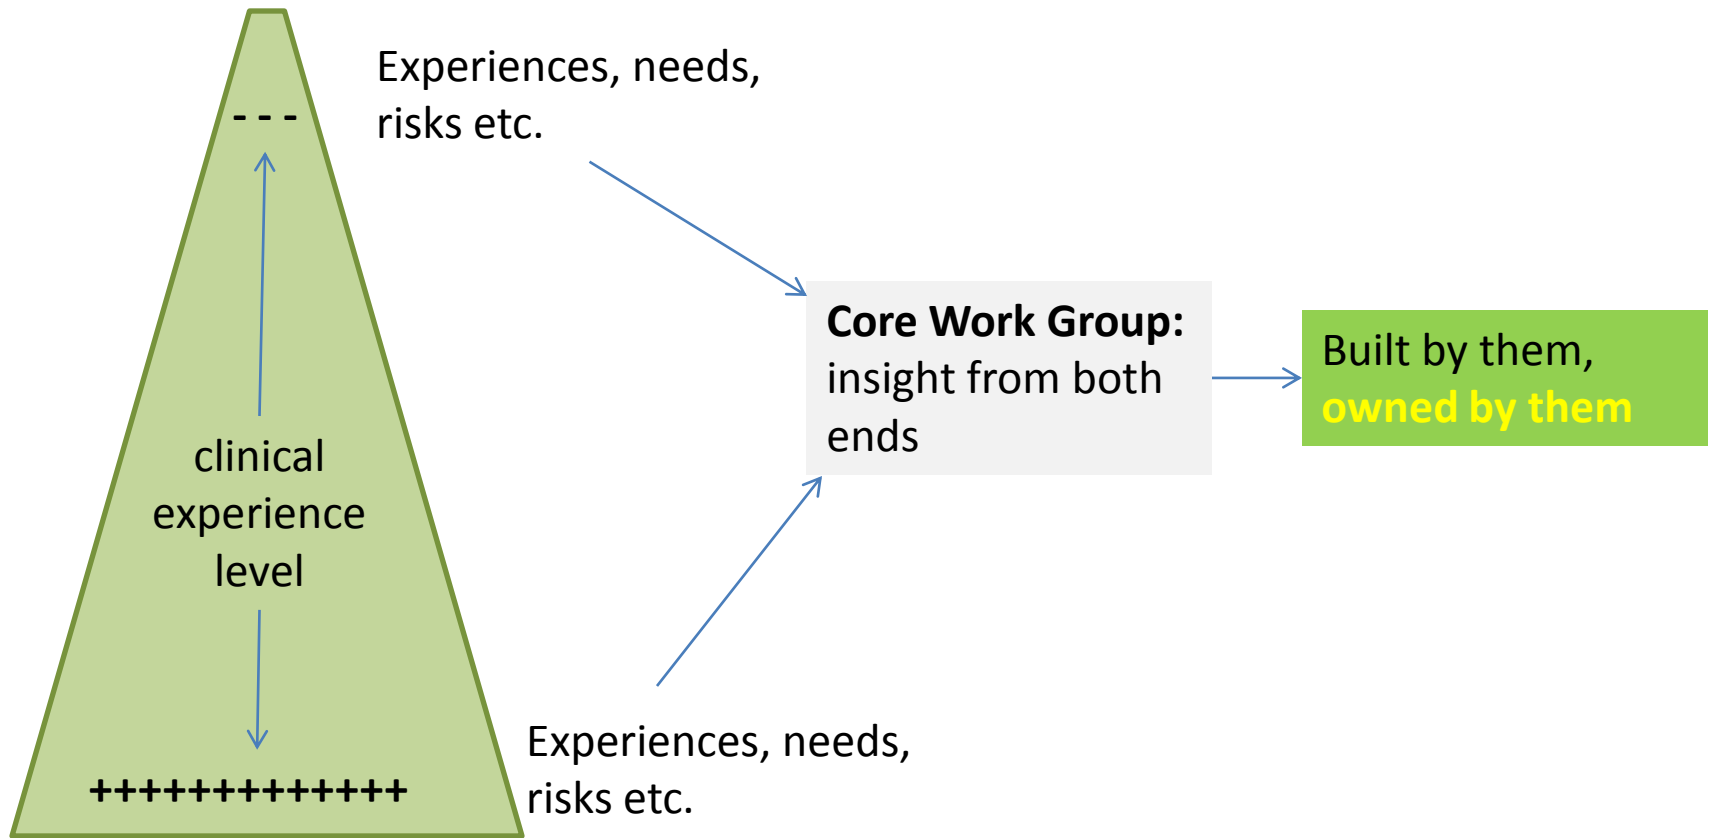 Experiences, needs,
risks etc.
- - -
Core Work Group:
insight from both
ends
Built by them,
owned by them
clinical
experience
level
Experiences, needs,
risks etc.
+++++++++++++